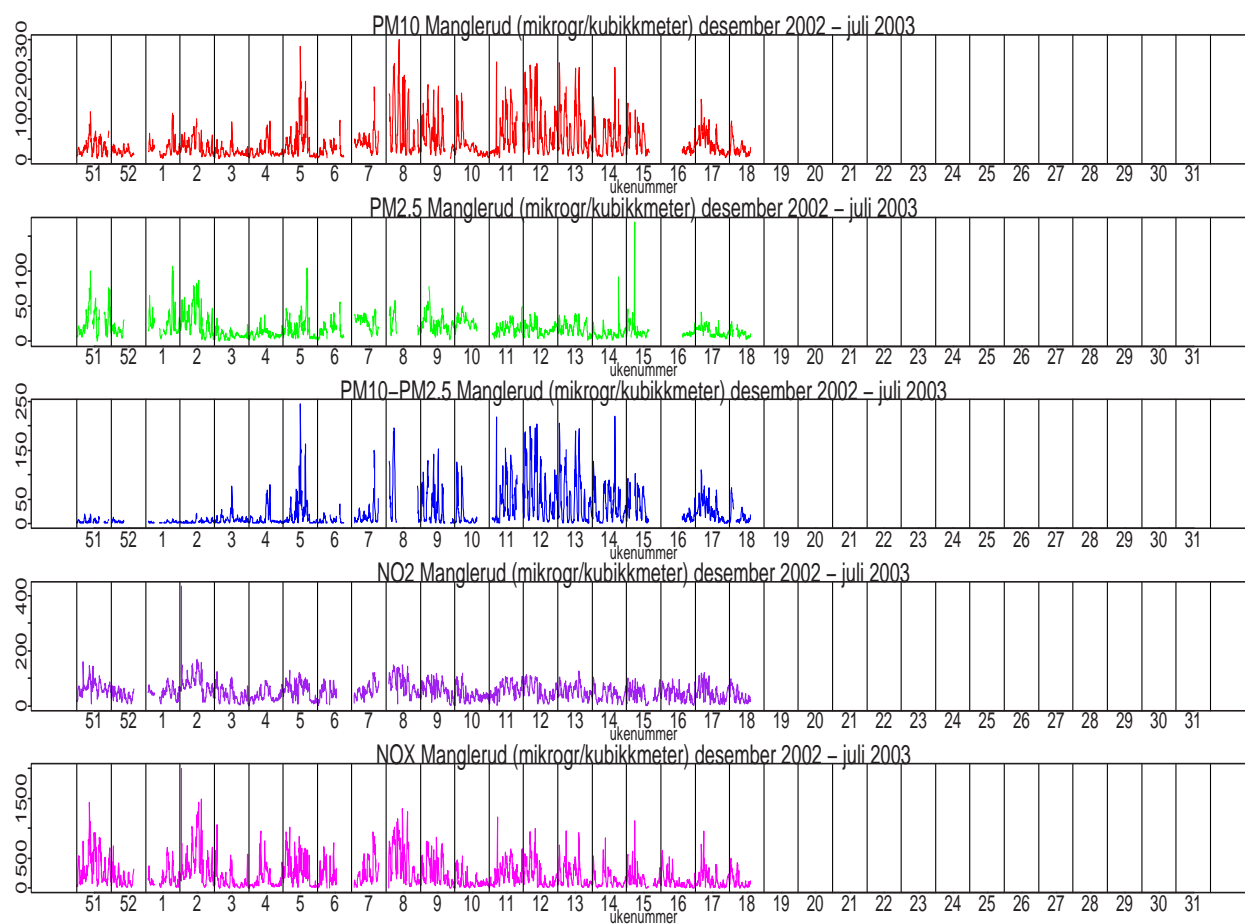 PM10 Manglerud (mikrogr/kubikkmeter) desember 2002 – juli 2003
0 100 200 300
51 52 1 2 3 4 5 6 7 8 9 10 11 12 13 14 15 16 17 18 19 20 21 22 23 24 25 26 27 28 29 30 31
ukenummer
PM2.5 Manglerud (mikrogr/kubikkmeter) desember 2002 – juli 2003
0 50 100
51 52 1 2 3 4 5 6 7 8 9 10 11 12 13 14 15 16 17 18 19 20 21 22 23 24 25 26 27 28 29 30 31
ukenummer
PM10–PM2.5 Manglerud (mikrogr/kubikkmeter) desember 2002 – juli 2003
0 50 150 250
51 52 1 2 3 4 5 6 7 8 9 10 11 12 13 14 15 16 17 18 19 20 21 22 23 24 25 26 27 28 29 30 31
ukenummer
NO2 Manglerud (mikrogr/kubikkmeter) desember 2002 – juli 2003
0 200 400
51 52 1 2 3 4 5 6 7 8 9 10 11 12 13 14 15 16 17 18 19 20 21 22 23 24 25 26 27 28 29 30 31
ukenummer
NOX Manglerud (mikrogr/kubikkmeter) desember 2002 – juli 2003
0 500 1500
51 52 1 2 3 4 5 6 7 8 9 10 11 12 13 14 15 16 17 18 19 20 21 22 23 24 25 26 27 28 29 30 31
ukenummer